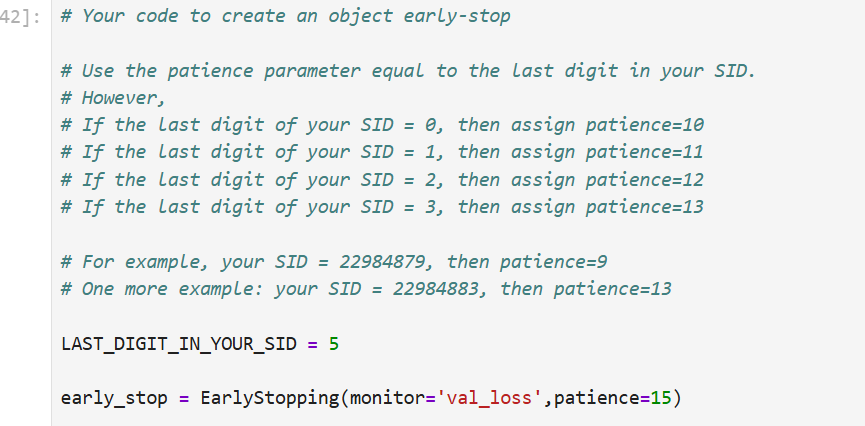 42]:
# Your code to create an object early-stop
# Use the patience parameter equal to the last digit in your SID.
# However,
# If the last digit of your SID = 0, then assign patience=10
# If the last digit of your SID = 1, then assign patience=11
# If the last digit of your SID = 2, then assign patience=12
# If the last digit of your SID = 3, then assign patience=13
# For example, your SID = 22984879, then patience=9
# One more example: your SID = 22984883, then patience=13
LAST_DIGIT_IN_YOUR_SID = 5
early_stop = EarlyStopping(monitor='val_loss',patience=15)